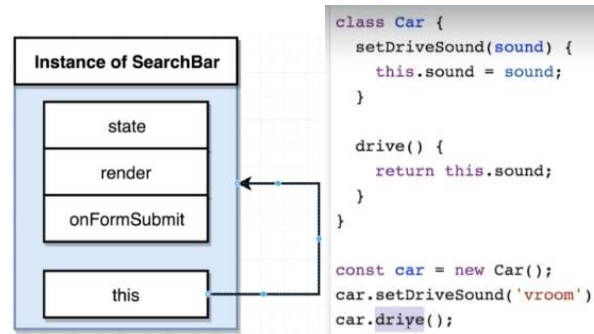 Instance of SearchBar
state
render
onFormSubmit
this
class Car {
setDriveSound(sound) {
this.sound = sound;
}
drive() {
return this.sound;
}
}
const car = new Car();
car.setDriveSound('vroom')
car.drive();